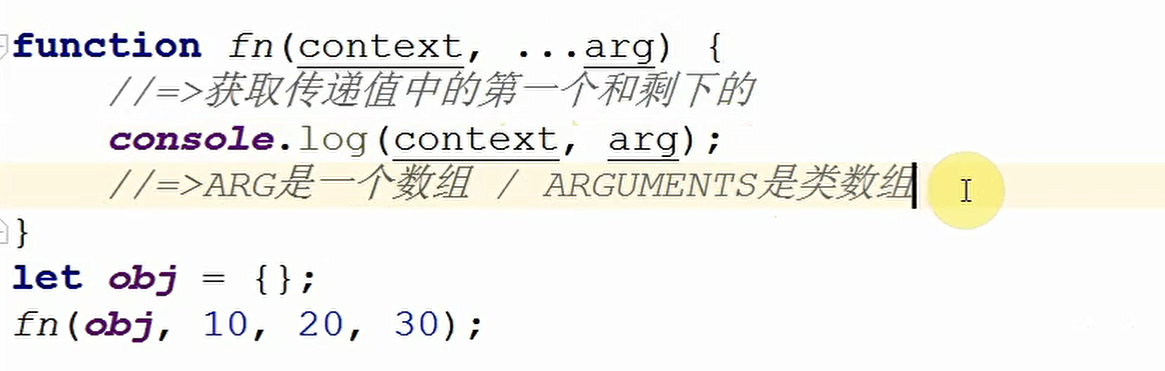 function fn(context, ...arg) {
//=>获取传递值中的第一个和剩下的
console.log(context, arg);
//=>ARG是一个数组 / ARGUMENTS是类数组
}
let obj = {};
fn(obj, 10, 20, 30);